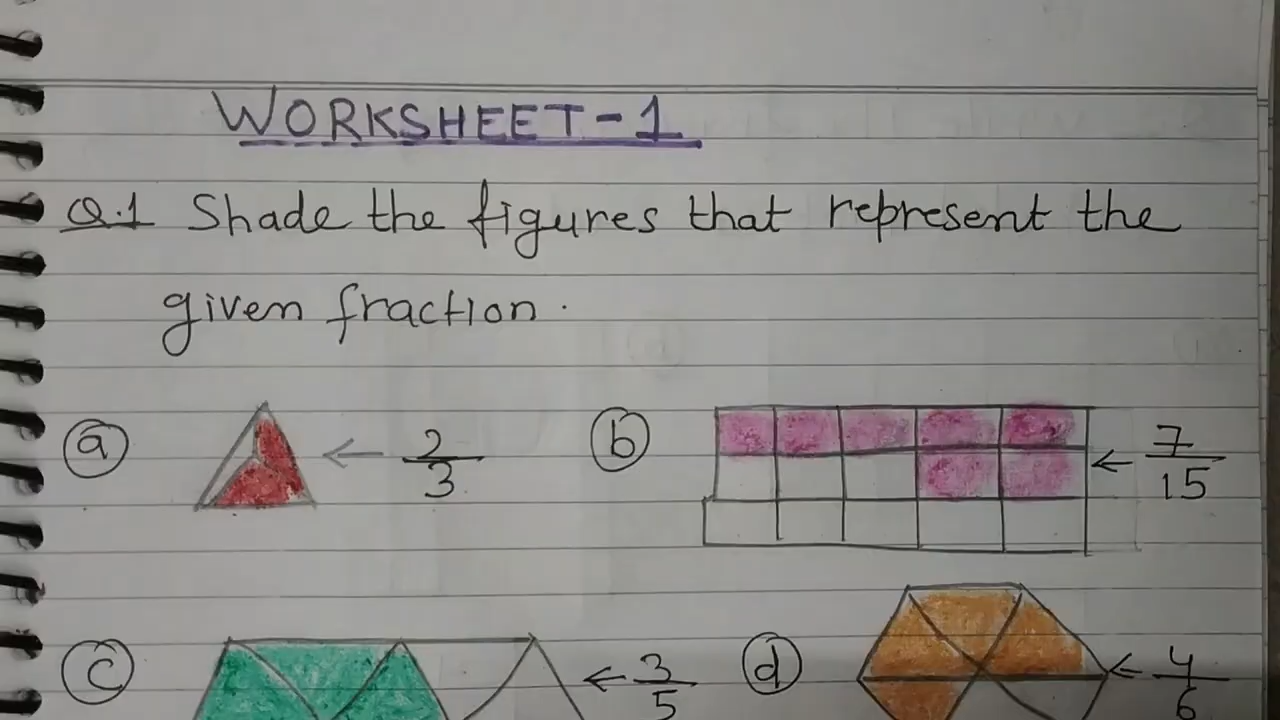 WORKSHEET-1
Q.1 Shade the figures that represent the
given fraction.
a ← 2/3 b ← 7/15
c ← 3/5 d ← 4/6